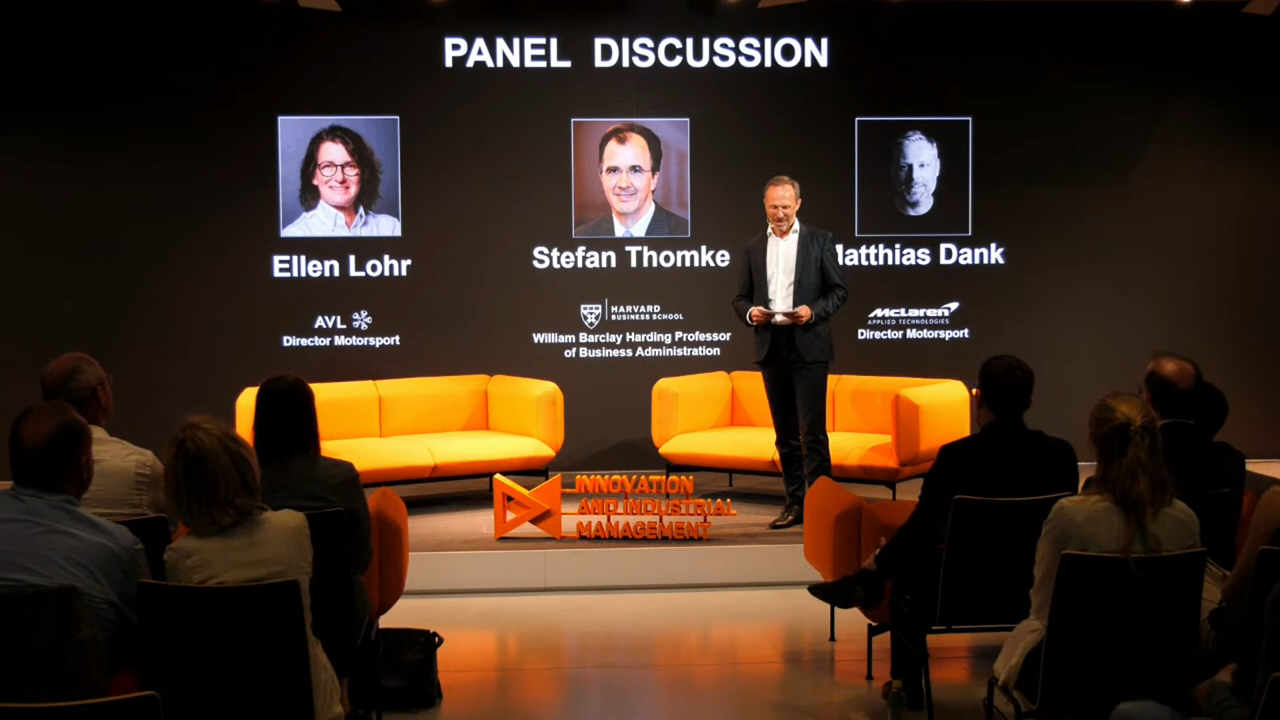 PANEL DISCUSSION
Ellen Lohr
AVL
Director Motorsport
Stefan Thomke
HARVARD
BUSINESS SCHOOL
William Barclay Harding Professor
of Business Administration
Matthias Dank
McLaren
APPLIED TECHNOLOGIES
Director Motorsport
INNOVATION
AND INDUSTRIAL
MANAGEMENT